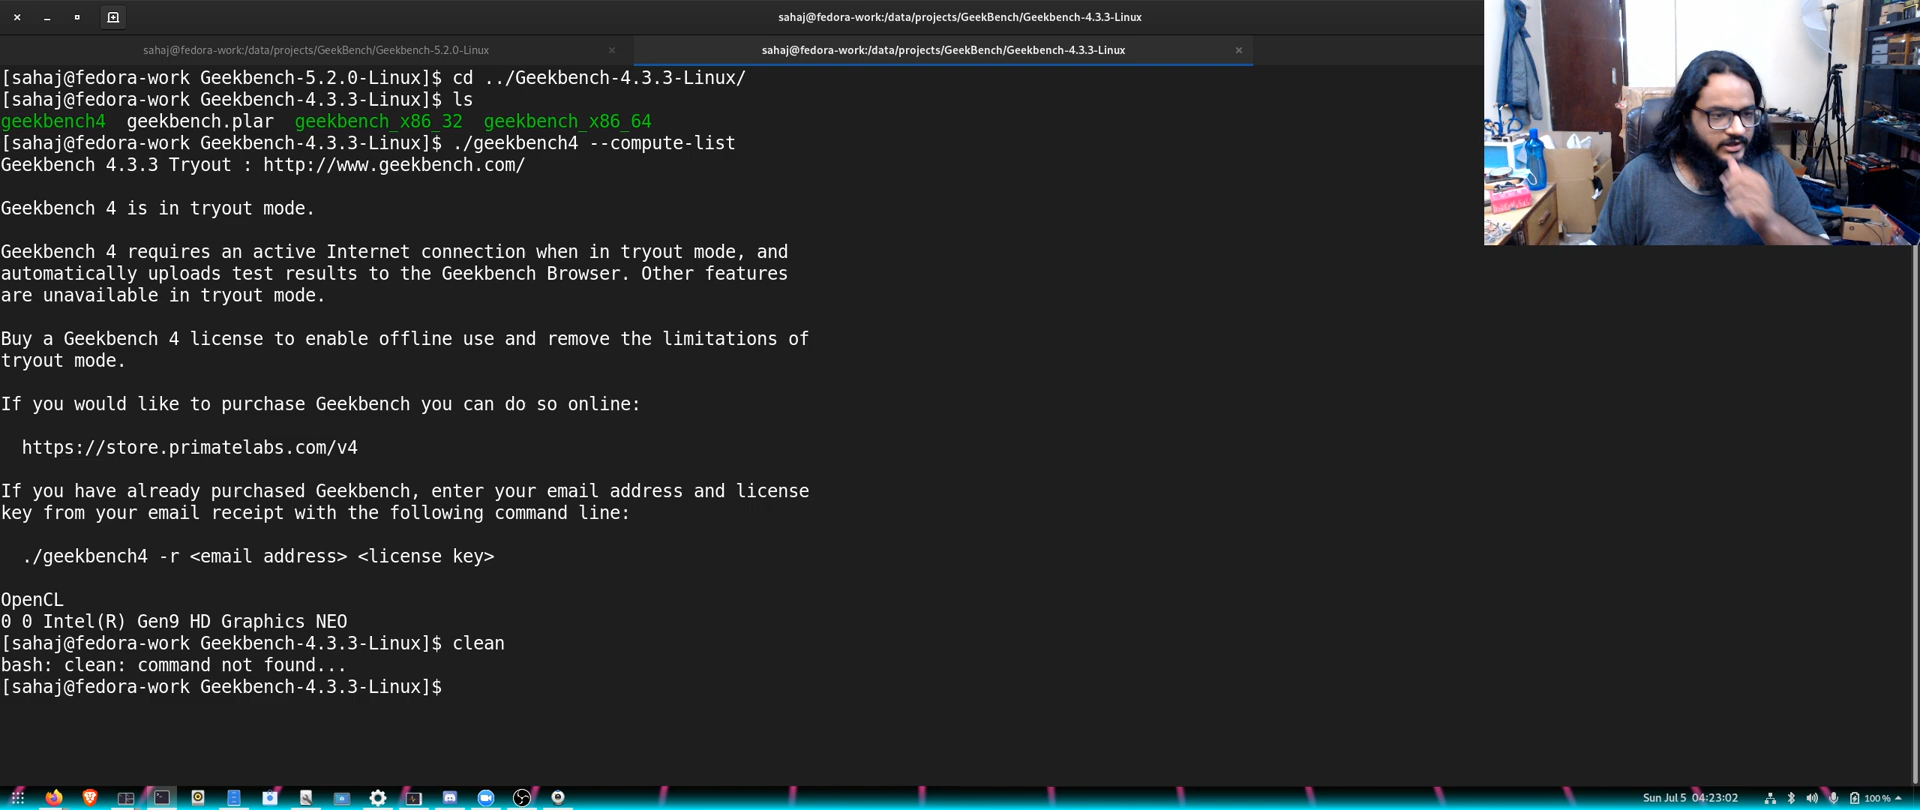 sahaj@fedora-work:/data/projects/GeekBench/Geekbench-4.3.3-Linux
sahaj@fedora-work:/data/projects/GeekBench/Geekbench-5.2.0-Linux
sahaj@fedora-work:/data/projects/GeekBench/Geekbench-4.3.3-Linux
[sahaj@fedora-work Geekbench-5.2.0-Linux]$ cd ../Geekbench-4.3.3-Linux/
[sahaj@fedora-work Geekbench-4.3.3-Linux]$ ls
geekbench4 geekbench.plar geekbench_x86_32 geekbench_x86_64
[sahaj@fedora-work Geekbench-4.3.3-Linux]$ ./geekbench4 --compute-list
Geekbench 4.3.3 Tryout : http://www.geekbench.com/
Geekbench 4 is in tryout mode.
Geekbench 4 requires an active Internet connection when in tryout mode, and
automatically uploads test results to the Geekbench Browser. Other features
are unavailable in tryout mode.
Buy a Geekbench 4 license to enable offline use and remove the limitations of
tryout mode.
If you would like to purchase Geekbench you can do so online:
https://store.primatelabs.com/v4
If you have already purchased Geekbench, enter your email address and license
key from your email receipt with the following command line:
./geekbench4 -r <email address> <license key>
OpenCL
0 0 Intel(R) Gen9 HD Graphics NEO
[sahaj@fedora-work Geekbench-4.3.3-Linux]$ clean
bash: clean: command not found...
[sahaj@fedora-work Geekbench-4.3.3-Linux]$
Sun Jul 5 04:23:02
100 %